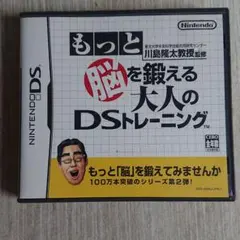 Nintendo
もっと
川島隆太教授監修
脳を鍛える
大人の
DSトレーニング
TM
NINTENDO DS
CERO
もっと「脳」を鍛えてみませんか
100万本突破のシリーズ第2弾!